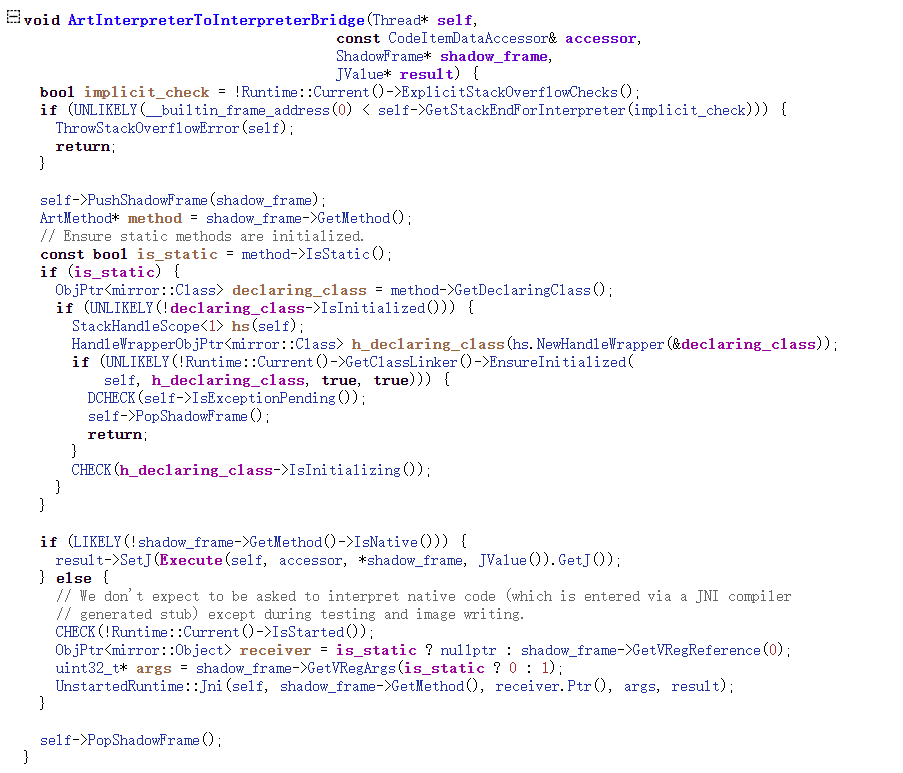 void ArtInterpreterToInterpreterBridge(Thread* self,
                                       const CodeItemDataAccessor& accessor,
                                       ShadowFrame* shadow_frame,
                                       JValue* result) {
  bool implicit_check = !Runtime::Current()->ExplicitStackOverflowChecks();
  if (UNLIKELY(__builtin_frame_address(0) < self->GetStackEndForInterpreter(implicit_check))) {
    ThrowStackOverflowError(self);
    return;
  }

  self->PushShadowFrame(shadow_frame);
  ArtMethod* method = shadow_frame->GetMethod();
  // Ensure static methods are initialized.
  const bool is_static = method->IsStatic();
  if (is_static) {
    ObjPtr<mirror::Class> declaring_class = method->GetDeclaringClass();
    if (UNLIKELY(!declaring_class->IsInitialized())) {
      StackHandleScope<1> hs(self);
      HandleWrapperObjPtr<mirror::Class> h_declaring_class(hs.NewHandleWrapper(&declaring_class));
      if (UNLIKELY(!Runtime::Current()->GetClassLinker()->EnsureInitialized(
          self, h_declaring_class, true, true))) {
        DCHECK(self->IsExceptionPending());
        self->PopShadowFrame();
        return;
      }
      CHECK(h_declaring_class->IsInitializing());
    }
  }

  if (LIKELY(!shadow_frame->GetMethod()->IsNative())) {
    result->SetJ(Execute(self, accessor, *shadow_frame, JValue()).GetJ());
  } else {
    // We don't expect to be asked to interpret native code (which is entered via a JNI compiler
    // generated stub) except during testing and image writing.
    CHECK(!Runtime::Current()->IsStarted());
    ObjPtr<mirror::Object> receiver = is_static ? nullptr : shadow_frame->GetVRegReference(0);
    uint32_t* args = shadow_frame->GetVRegArgs(is_static ? 0 : 1);
    UnstartedRuntime::Jni(self, shadow_frame->GetMethod(), receiver.Ptr(), args, result);
  }

  self->PopShadowFrame();
}